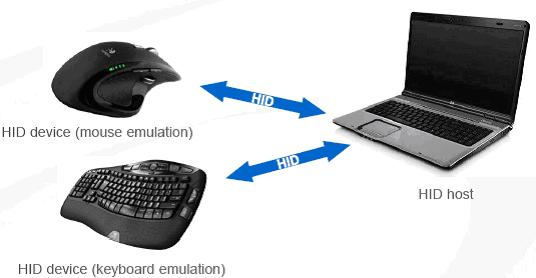 HID
HID device (mouse emulation)
HID
HID host
HID device (keyboard emulation)